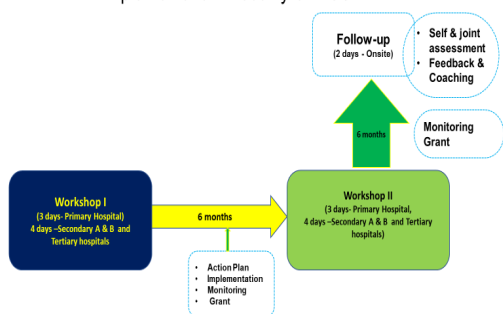 Follow-up
(2 days - Onsite)
• Self & joint
assessment
• Feedback &
Coaching
6 months
Monitoring
Grant
Workshop I
(3 days- Primary Hospital)
4 days –Secondary A & B and
Tertiary hospitals
6 months
Workshop II
(3 days- Primary Hospital,
4 days –Secondary A & B and Tertiary
hospitals)
• Action Plan
• Implementation
• Monitoring
• Grant